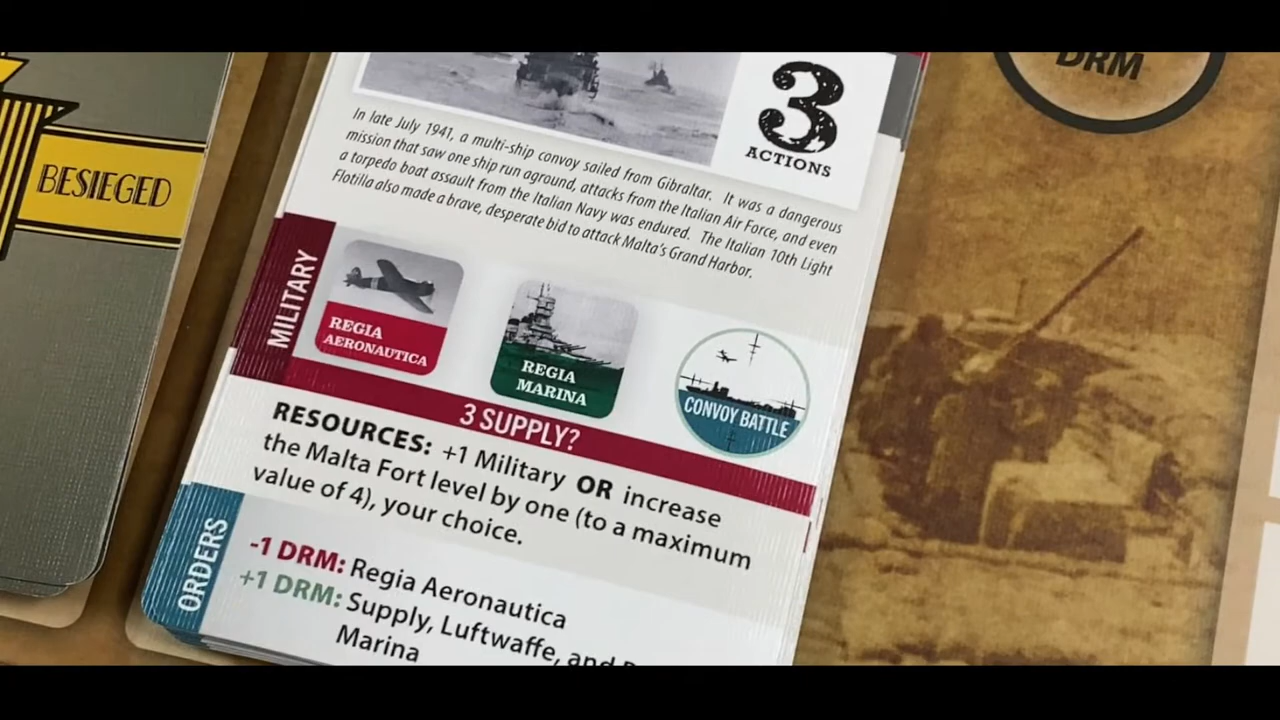 BESIEGED
3
ACTIONS
DRM
In late July 1941, a multi-ship convoy sailed from Gibraltar. It was a dangerous
mission that saw one ship run aground, attacks from the Italian Air Force, and even
a torpedo boat assault from the Italian Navy was endured. The Italian 10th Light
Flotilla also made a brave, desperate bid to attack Malta's Grand Harbor.
MILITARY
REGIA
AERONAUTICA
REGIA
MARINA
CONVOY BATTLE
3 SUPPLY?
RESOURCES: +1 Military OR increase
the Malta Fort level by one (to a maximum
value of 4), your choice.
ORDERS
-1 DRM: Regia Aeronautica
+1 DRM: Supply, Luftwaffe, and
Marina